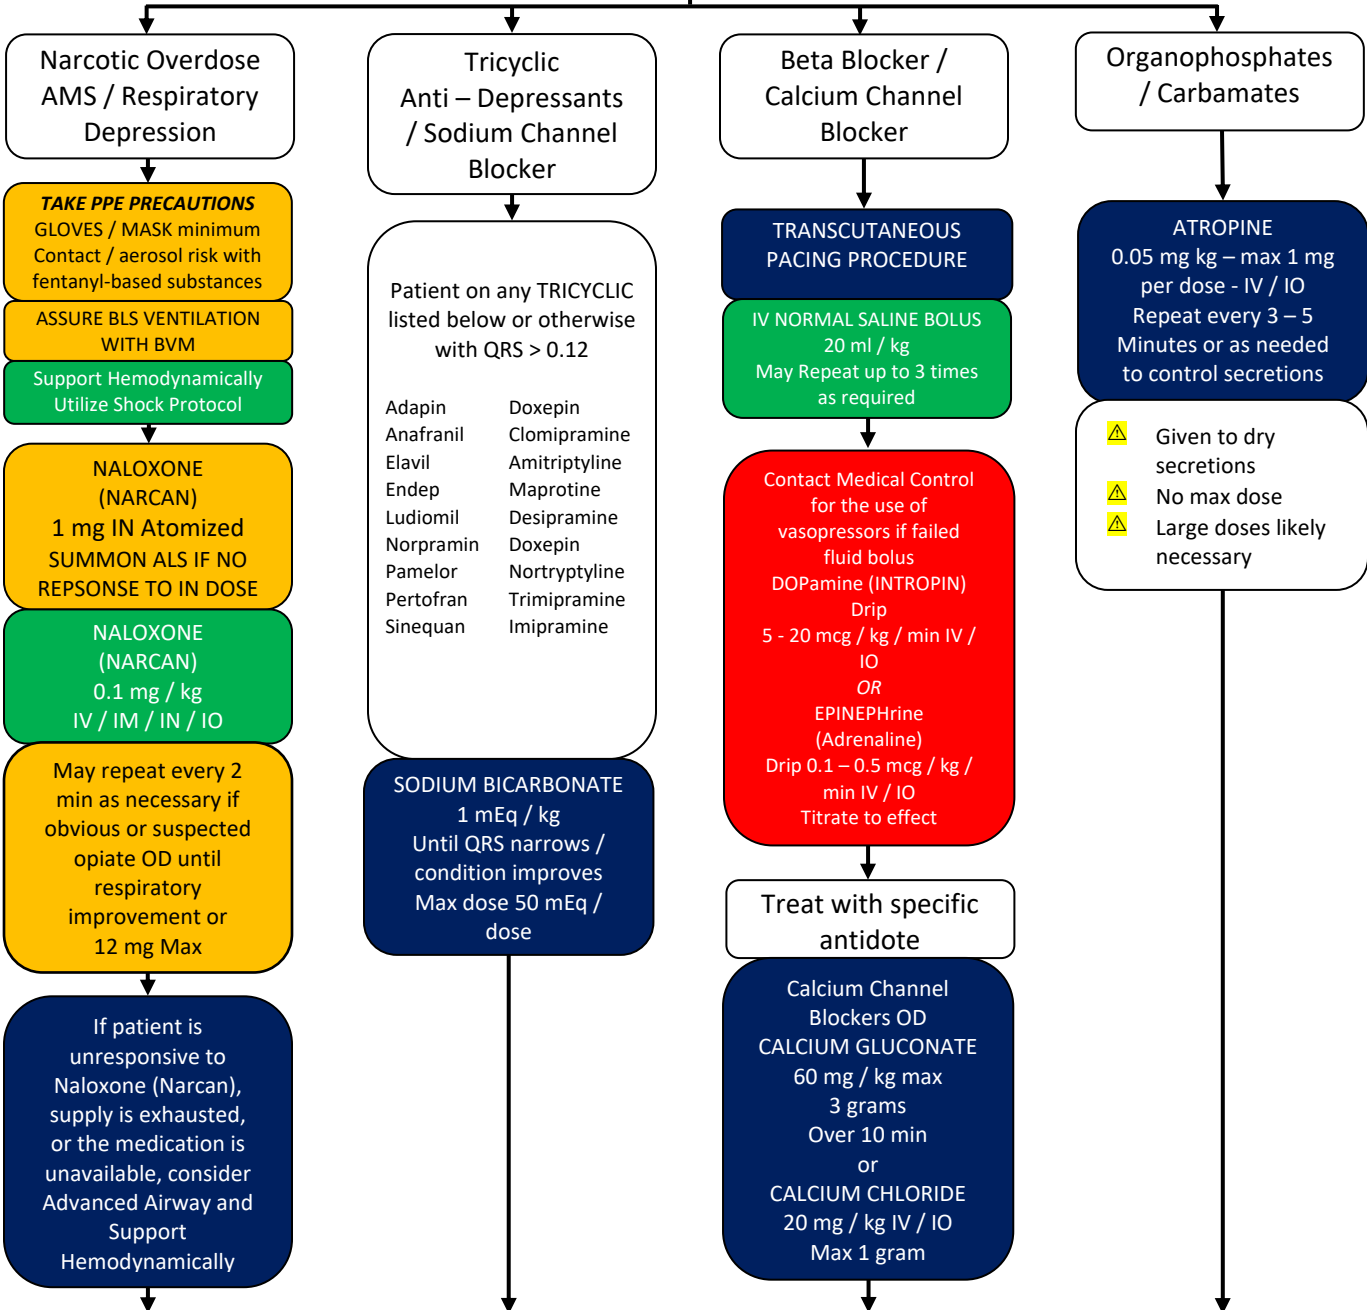 Narcotic Overdose
AMS / Respiratory
Depression
TAKE PPE PRECAUTIONS
GLOVES / MASK minimum
Contact / aerosol risk with
fentanyl-based substances
ASSURE BLS VENTILATION
WITH BVM
Support Hemodynamically
Utilize Shock Protocol
NALOXONE
(NARCAN)
1 mg IN Atomized
SUMMON ALS IF NO
REPSONSE TO IN DOSE
NALOXONE
(NARCAN)
0.1 mg / kg
IV / IM / IN / IO
May repeat every 2
min as necessary if
obvious or suspected
opiate OD until
respiratory
improvement or
12 mg Max
If patient is
unresponsive to
Naloxone (Narcan),
supply is exhausted,
or the medication is
unavailable, consider
Advanced Airway and
Support
Hemodynamically
Tricyclic
Anti – Depressants
/ Sodium Channel
Blocker
Patient on any TRICYCLIC
listed below or otherwise
with QRS > 0.12
Adapin Doxepin
Anafranil Clomipramine
Elavil Amitriptyline
Endep Maprotine
Ludiomil Desipramine
Norpramin Doxepin
Pamelor Nortryptyline
Pertofran Trimipramine
Sinequan Imipramine
SODIUM BICARBONATE
1 mEq / kg
Until QRS narrows /
condition improves
Max dose 50 mEq /
dose
Beta Blocker /
Calcium Channel
Blocker
TRANSCUTANEOUS
PACING PROCEDURE
IV NORMAL SALINE BOLUS
20 ml / kg
May Repeat up to 3 times
as required
Contact Medical Control
for the use of
vasopressors if failed
fluid bolus
DOPamine (INTROPIN)
Drip
5 - 20 mcg / kg / min IV /
IO
OR
EPINEPHrine
(Adrenaline)
Drip 0.1 – 0.5 mcg / kg /
min IV / IO
Titrate to effect
Treat with specific
antidote
Calcium Channel
Blockers OD
CALCIUM GLUCONATE
60 mg / kg max
3 grams
Over 10 min
or
CALCIUM CHLORIDE
20 mg / kg IV / IO
Max 1 gram
Organophosphates
/ Carbamates
ATROPINE
0.05 mg kg – max 1 mg
per dose - IV / IO
Repeat every 3 – 5
Minutes or as needed
to control secretions
⚠ Given to dry
secretions
⚠ No max dose
⚠ Large doses likely
necessary